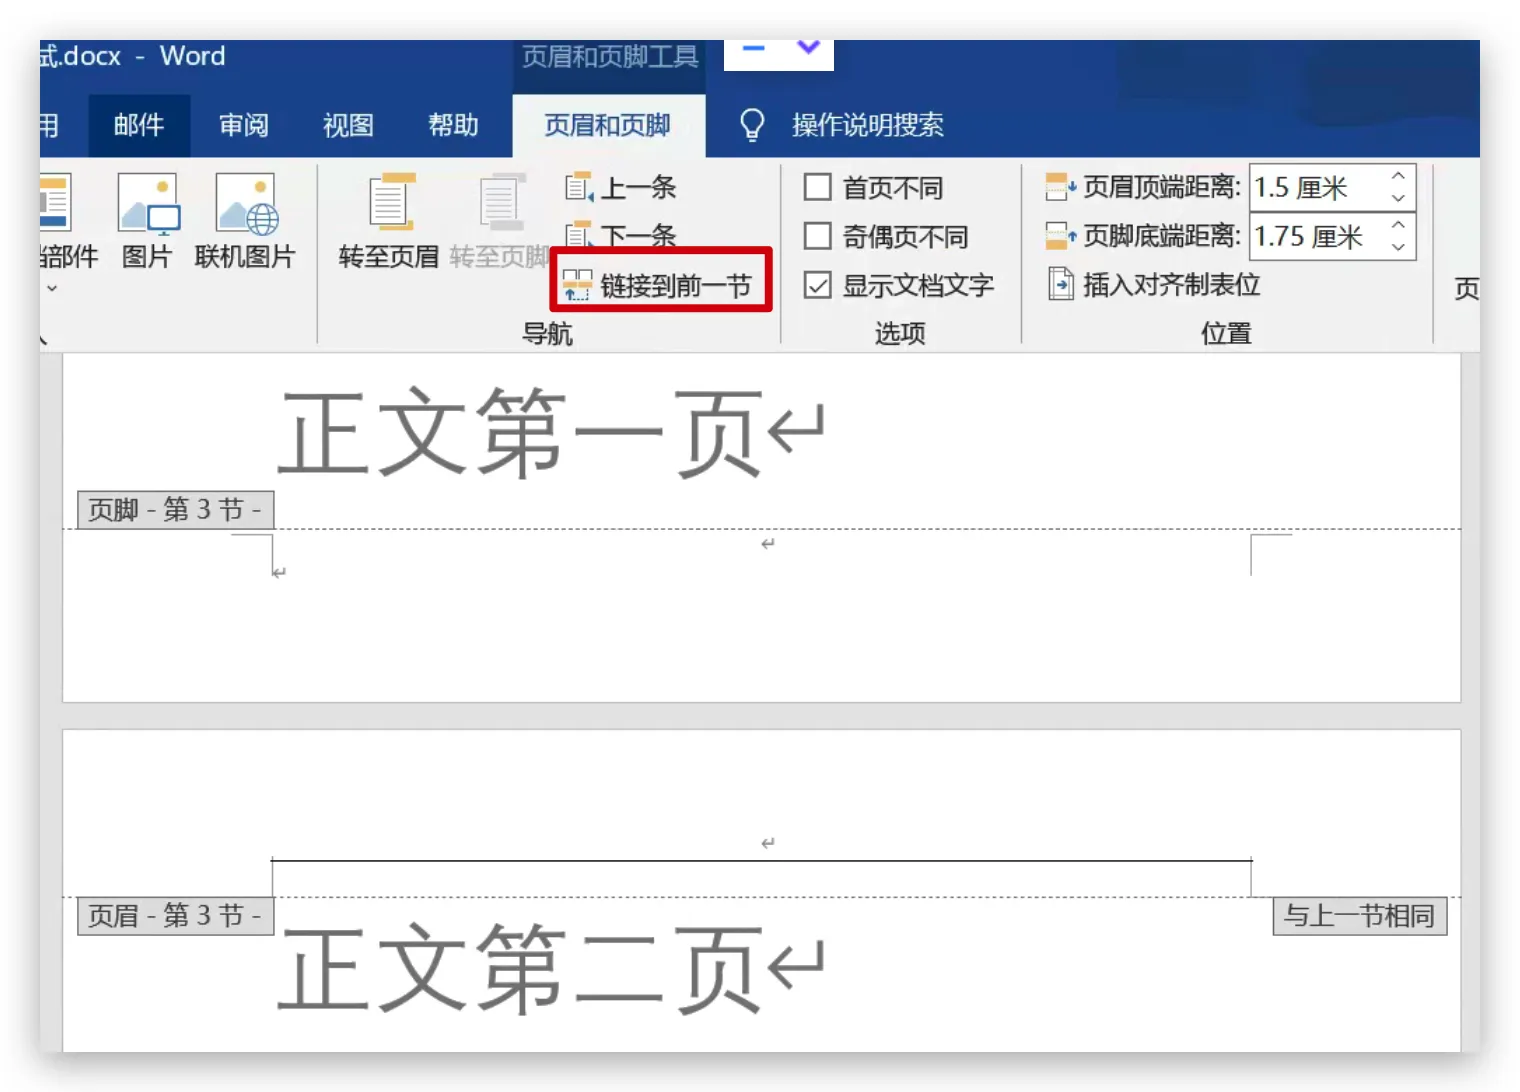 式.docx - Word
页眉和页脚工具
用 邮件 审阅 视图 帮助 页眉和页脚 操作说明搜索
部件 图片 联机图片 转至页眉 转至页脚
上一条
下一条
链接到前一节
导航
首页不同
奇偶页不同
显示文档文字
选项
页眉顶端距离: 1.5 厘米
页脚底端距离: 1.75 厘米
插入对齐制表位
位置
页
正文第一页
页脚 - 第 3 节 -
页眉 - 第 3 节 -
与上一节相同
正文第二页